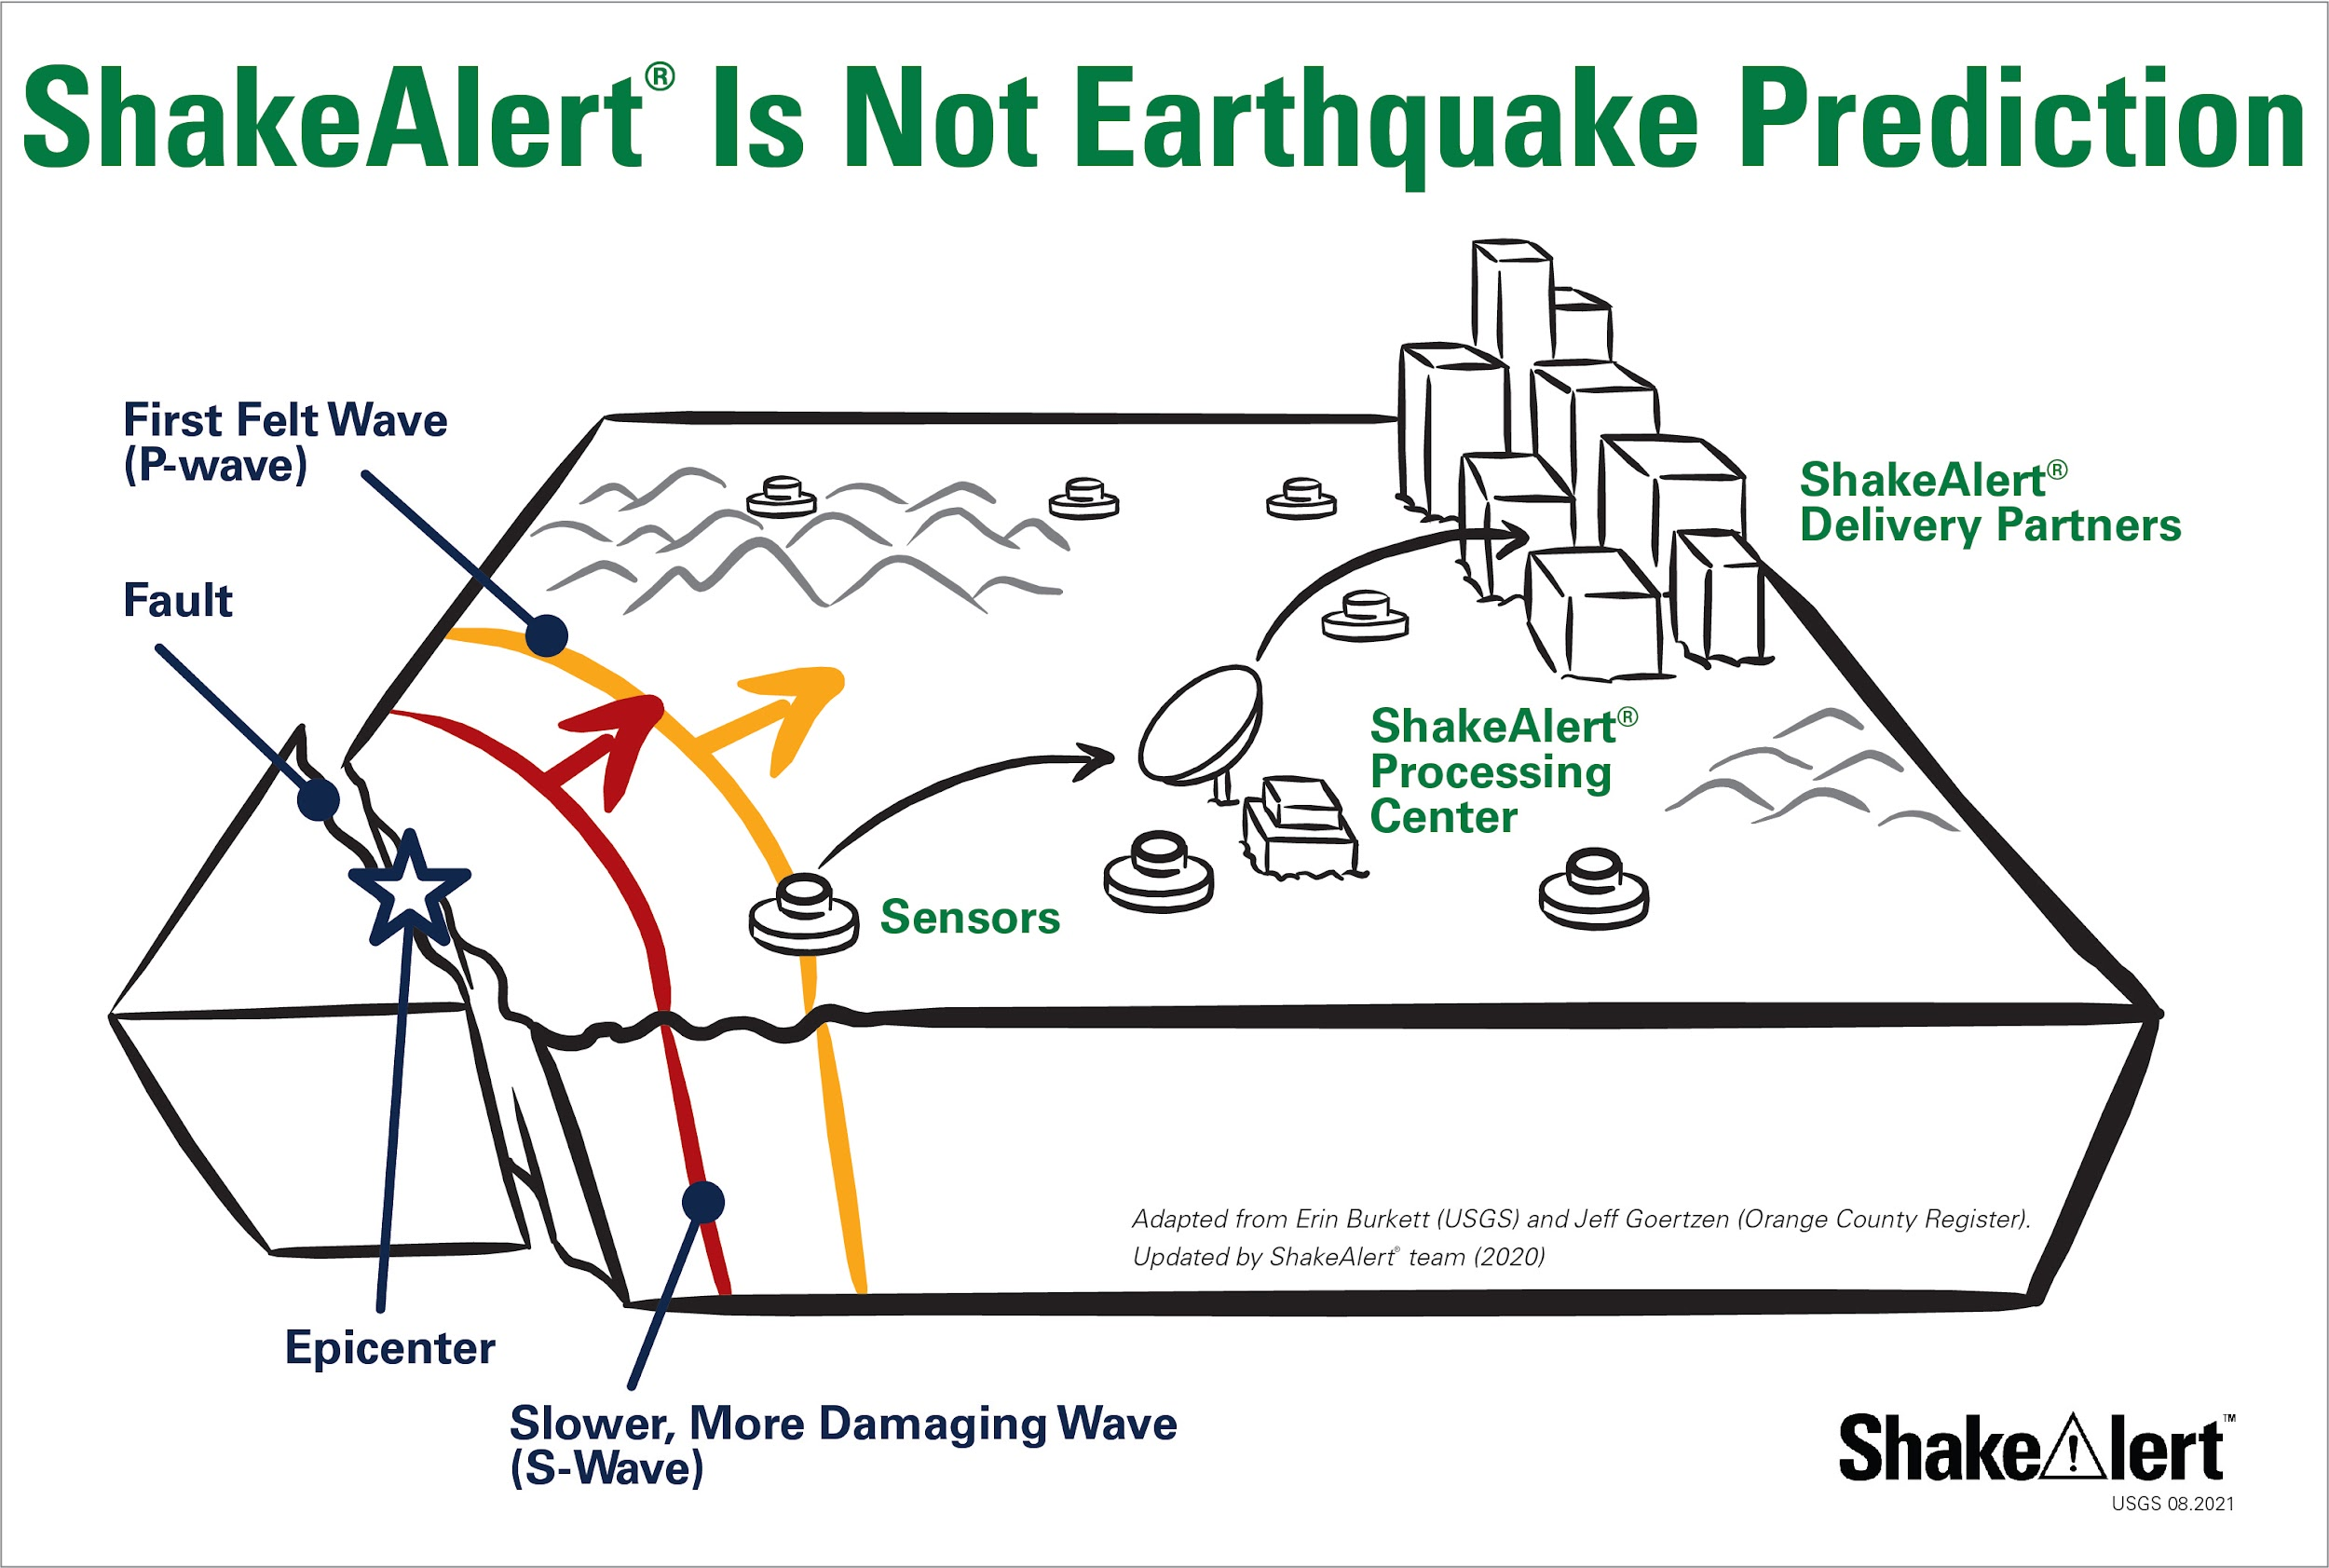 ShakeAlert® Is Not Earthquake Prediction
First Felt Wave
(P-wave)
Fault
ShakeAlert®
Delivery Partners
ShakeAlert®
Processing
Center
Sensors
Adapted from Erin Burkett (USGS) and Jeff Goertzen (Orange County Register).
Updated by ShakeAlert® team (2020)
Epicenter
Slower, More Damaging Wave
(S-Wave)
ShakeAlert™
USGS 08.2021